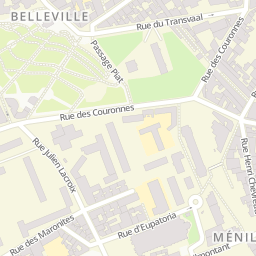 BELLEVILLE
Rue du Transvaal
Passage Piat
Rue des Couronnes
Rue des Couronnes
Rue Julien Lacroix
Rue Henri Chevreau
Rue des Maronites
Rue d'Eupatoria
MÉNIL
lmontant